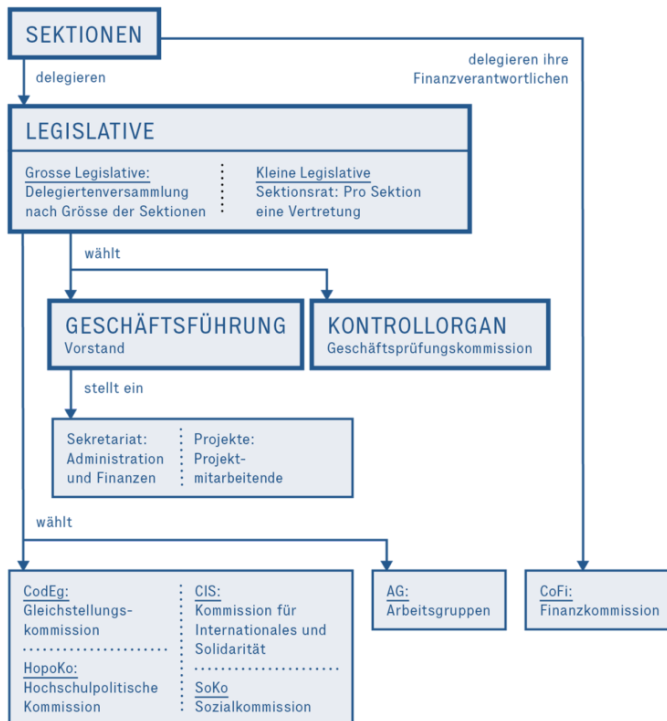 SEKTIONEN
delegieren
delegieren ihre
Finanzverantwortlichen
LEGISLATIVE
Grosse Legislative:
Delegiertenversammlung
nach Grösse der Sektionen
Kleine Legislative
Sektionsrat: Pro Sektion
eine Vertretung
wählt
GESCHÄFTSFÜHRUNG
Vorstand
KONTROLLORGAN
Geschäftsprüfungskommission
stellt ein
Sekretariat:
Administration
und Finanzen
Projekte:
Projekt-
mitarbeitende
wählt
CodEg:
Gleichstellungs-
kommission
HopoKo:
Hochschulpolitische
Kommission
CIS:
Kommission für
Internationales und
Solidarität
SoKo
Sozialkommission
AG:
Arbeitsgruppen
CoFi:
Finanzkommission